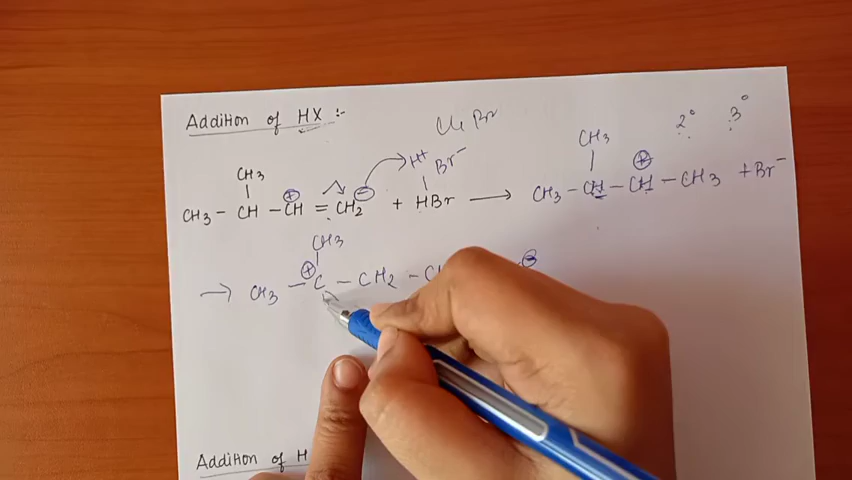 Addition of HX :-
Br
2° 3°
H+ Br−
CH3 CH3
CH3 − CH − CH = CH2 + HBr ⟶ CH3 − CH − CH − CH3 + Br−
⊕ ⊖ ⊕
CH3
⟶ CH3 − C − CH2 −
⊕ ⊖
Addition of H